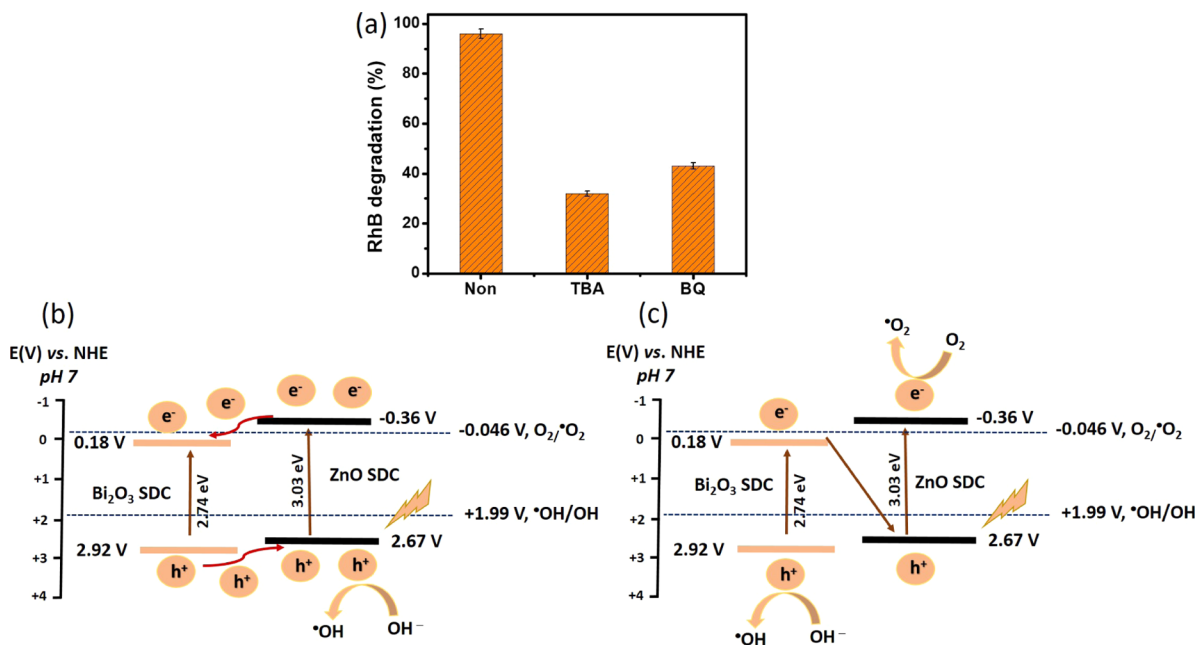 (a)
RhB degradation (%)
100
80
60
40
20
0
Non
TBA
BQ
(b)
E(V) vs. NHE
pH 7
-1
0
+1
+2
+3
+4
e-
e-
e-
e-
-0.36 V
0.18 V
-0.046 V, O₂/•O₂
Bi₂O₃ SDC
2.74 eV
3.03 eV
ZnO SDC
+1.99 V, •OH/OH
2.92 V
2.67 V
h⁺
h⁺
h⁺
h⁺
•OH
OH⁻
(c)
E(V) vs. NHE
pH 7
-1
0
+1
+2
+3
+4
•O₂
O₂
e-
e-
-0.36 V
0.18 V
-0.046 V, O₂/•O₂
Bi₂O₃ SDC
2.74 eV
3.03 eV
ZnO SDC
+1.99 V, •OH/OH
2.92 V
2.67 V
h⁺
h⁺
•OH
OH⁻